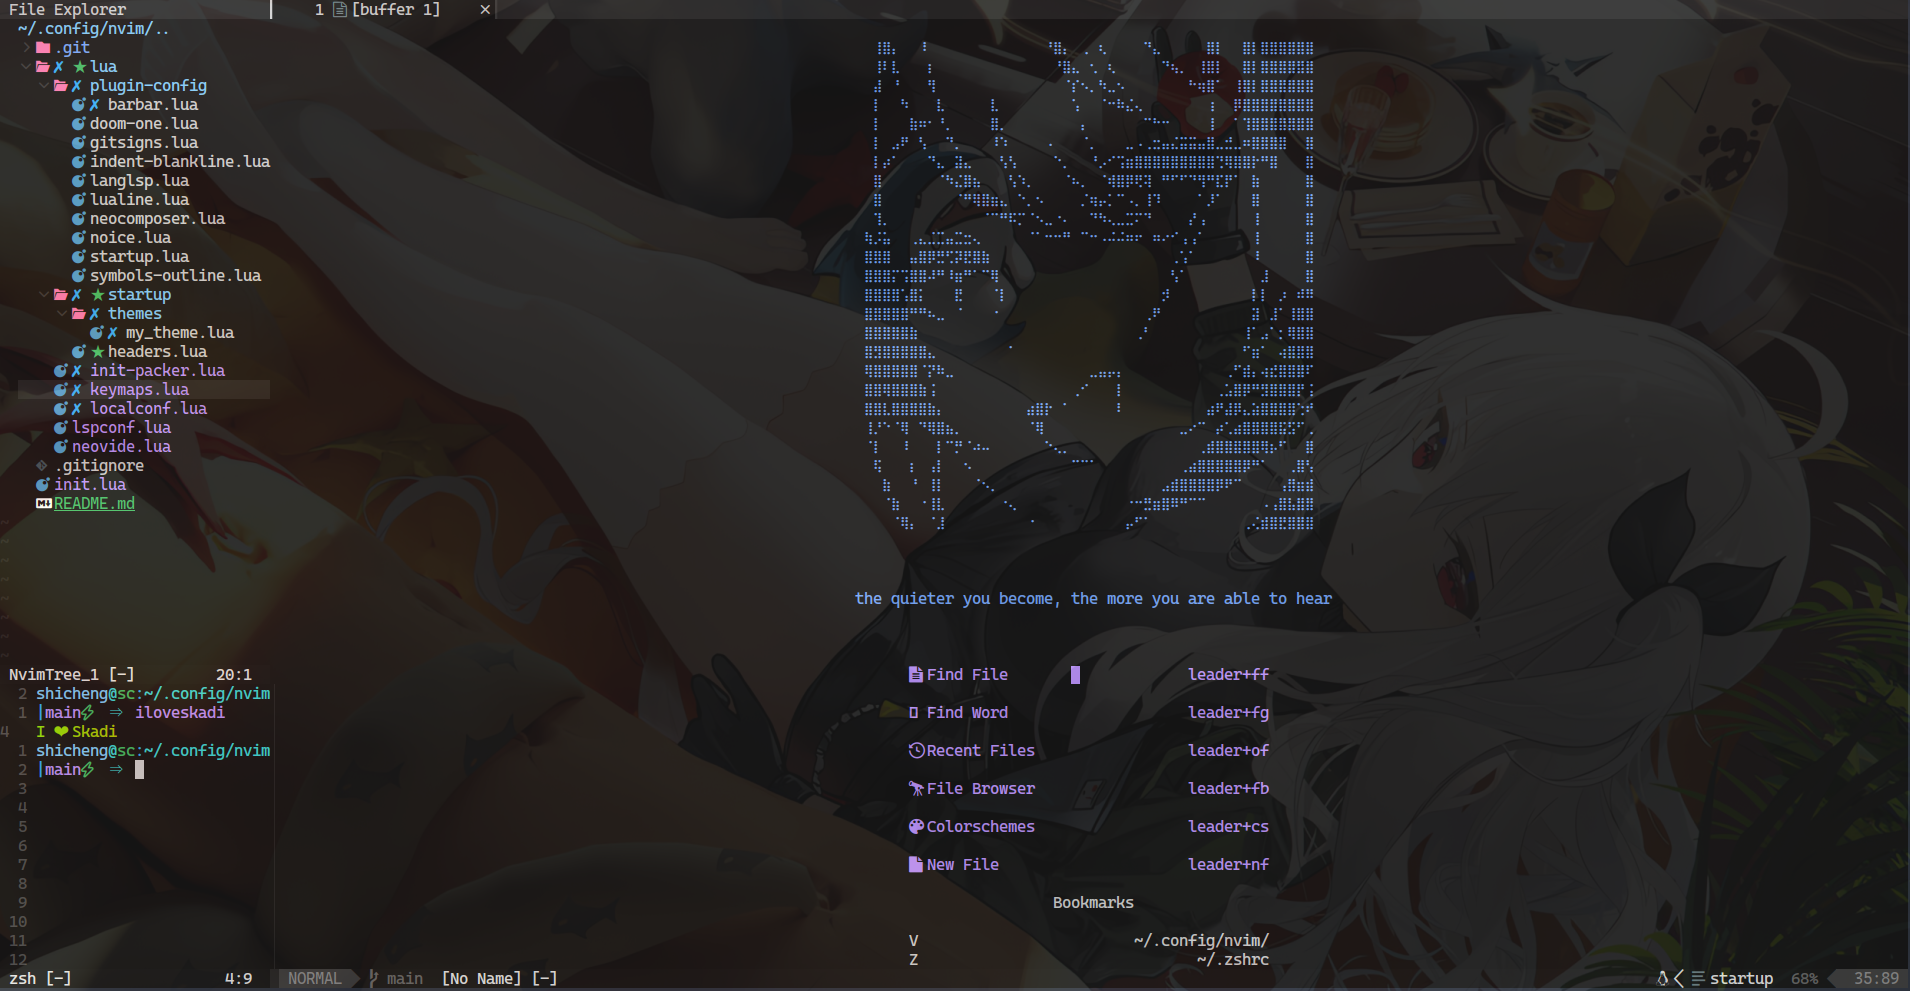 File Explorer
1 [buffer 1] ×
~/.config/nvim/..
.git
lua
plugin-config
barbar.lua
doom-one.lua
gitsigns.lua
indent-blankline.lua
langlsp.lua
lualine.lua
neocomposer.lua
noice.lua
startup.lua
symbols-outline.lua
startup
themes
my_theme.lua
headers.lua
init-packer.lua
keymaps.lua
localconf.lua
lspconf.lua
neovide.lua
.gitignore
init.lua
README.md
NvimTree_1 [-] 20:1
2 shicheng@sc:~/.config/nvim
1 |main⚡ ⇒ iloveskadi
4 I ❤ Skadi
1 shicheng@sc:~/.config/nvim
2 |main⚡ ⇒
3
4
5
6
7
8
9
10
11
12
zsh [-] 4:9
the quieter you become, the more you are able to hear
Find File leader+ff
Find Word leader+fg
Recent Files leader+of
File Browser leader+fb
Colorschemes leader+cs
New File leader+nf
Bookmarks
V ~/.config/nvim/
Z ~/.zshrc
NORMAL main [No Name] [-] startup 68% 35:89